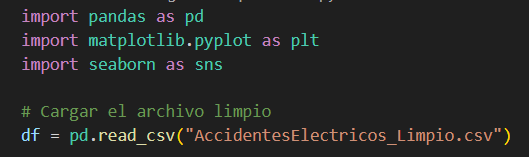 import pandas as pd
import matplotlib.pyplot as plt
import seaborn as sns
# Cargar el archivo limpio
df = pd.read_csv("AccidentesElectricos_Limpio.csv")